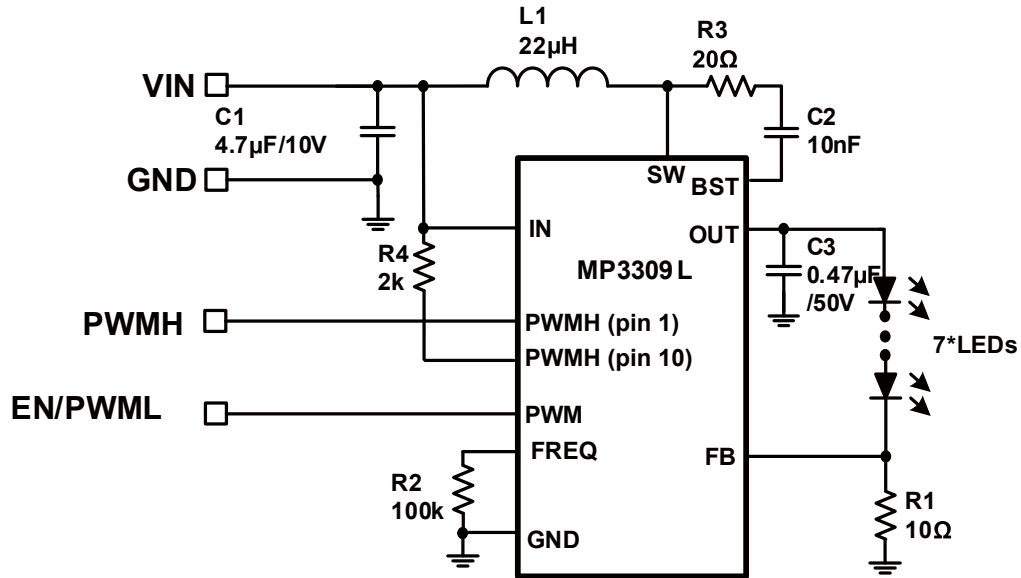 L1
22µH
R3
20Ω
VIN
C1
4.7µF/10V
C2
10nF
GND
SW
BST
IN
OUT
R4
2k
MP3309L
C3
0.47µF
/50V
PWMH
PWMH (pin 1)
PWMH (pin 10)
7*LEDs
EN/PWML
PWM
FREQ
FB
R2
100k
R1
10Ω
GND